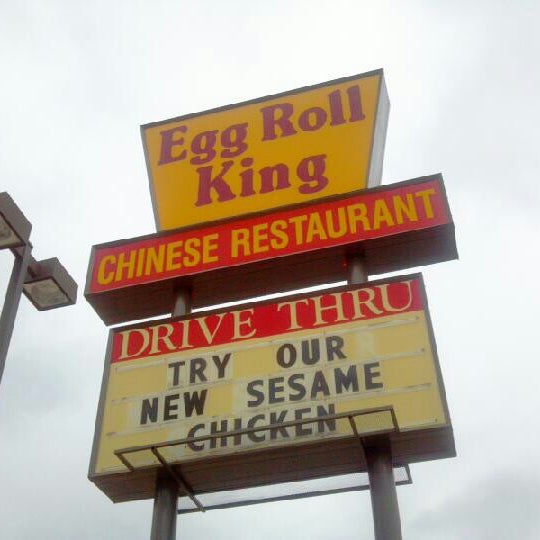 Egg Roll
King
CHINESE RESTAURANT
DRIVE THRU
TRY OUR
NEW SESAME
CHICKEN